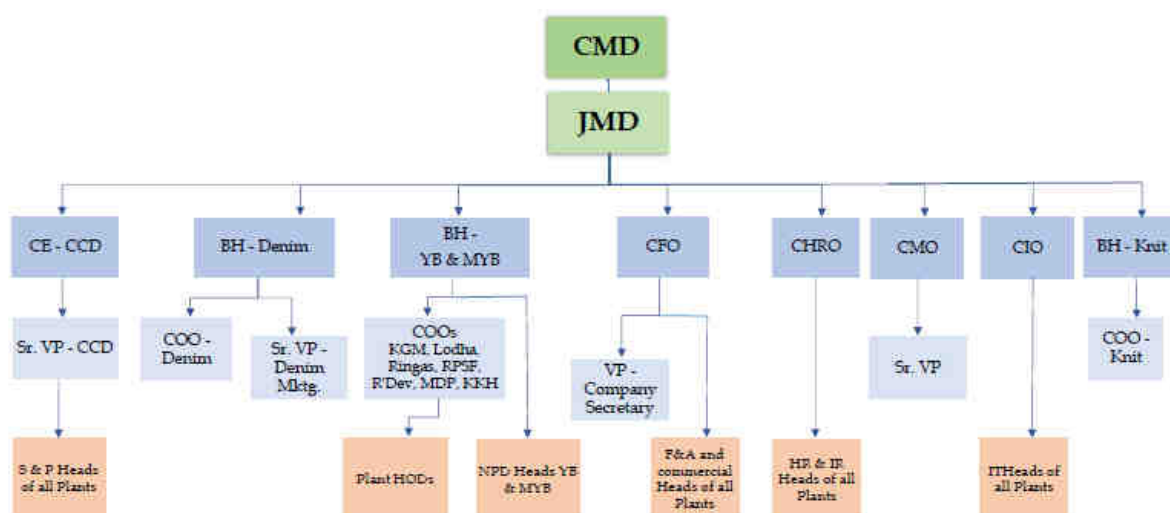 CMD
JMD
CE - CCD
BH - Denim
BH -
YB & MYB
CFO
CHRO
CMO
CIO
BH - Knit
Sr. VP - CCD
COO -
Denim
Sr. VP -
Denim
Mktg.
COOs
KGM, Lodha,
Ringas, RPSF,
R'Dev, MDP, KKH
VP -
Company
Secretary
Sr. VP
COO -
Knit
S & P Heads
of all Plants
Plant HODs
NPD Heads YB
& MYB
F&A and
commercial
Heads of all
Plants
HR & IR
Heads of all
Plants
ITHeads of
all Plants